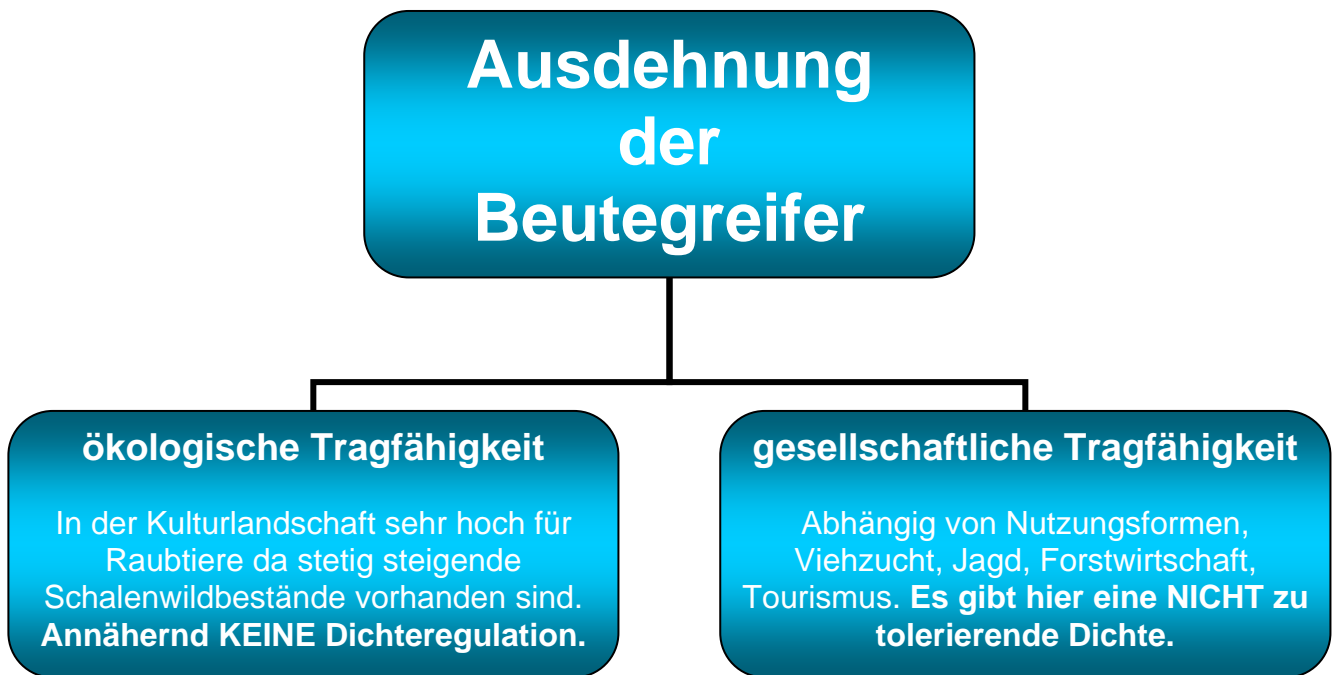 Ausdehnung
der
Beutegreifer
ökologische Tragfähigkeit
In der Kulturlandschaft sehr hoch für
Raubtiere da stetig steigende
Schalenwildbestände vorhanden sind.
Annähernd KEINE Dichteregulation.
gesellschaftliche Tragfähigkeit
Abhängig von Nutzungsformen,
Viehzucht, Jagd, Forstwirtschaft,
Tourismus. Es gibt hier eine NICHT zu
tolerierende Dichte.